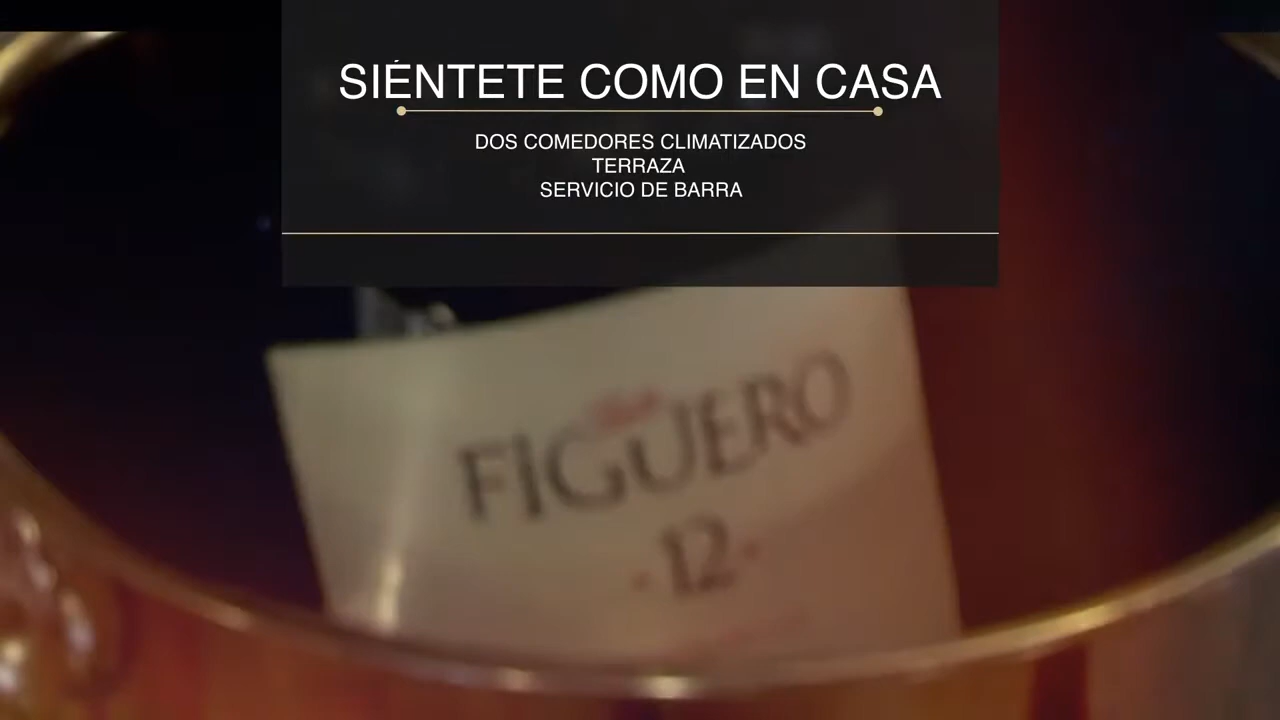 SIÉNTETE COMO EN CASA
DOS COMEDORES CLIMATIZADOS
TERRAZA
SERVICIO DE BARRA
FIGUERO
·12·